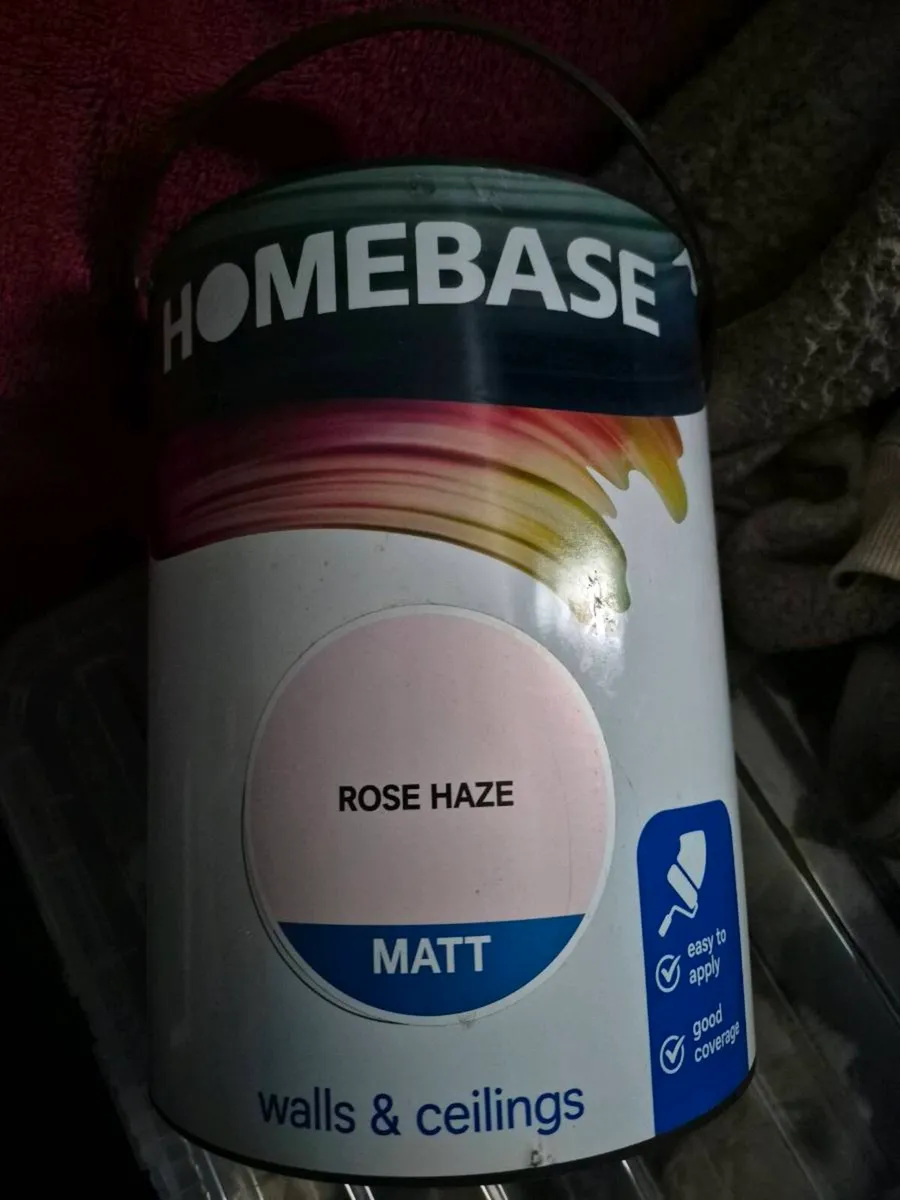 HOMEBASE
ROSE HAZE
MATT
easy to
apply
good
coverage
walls & ceilings